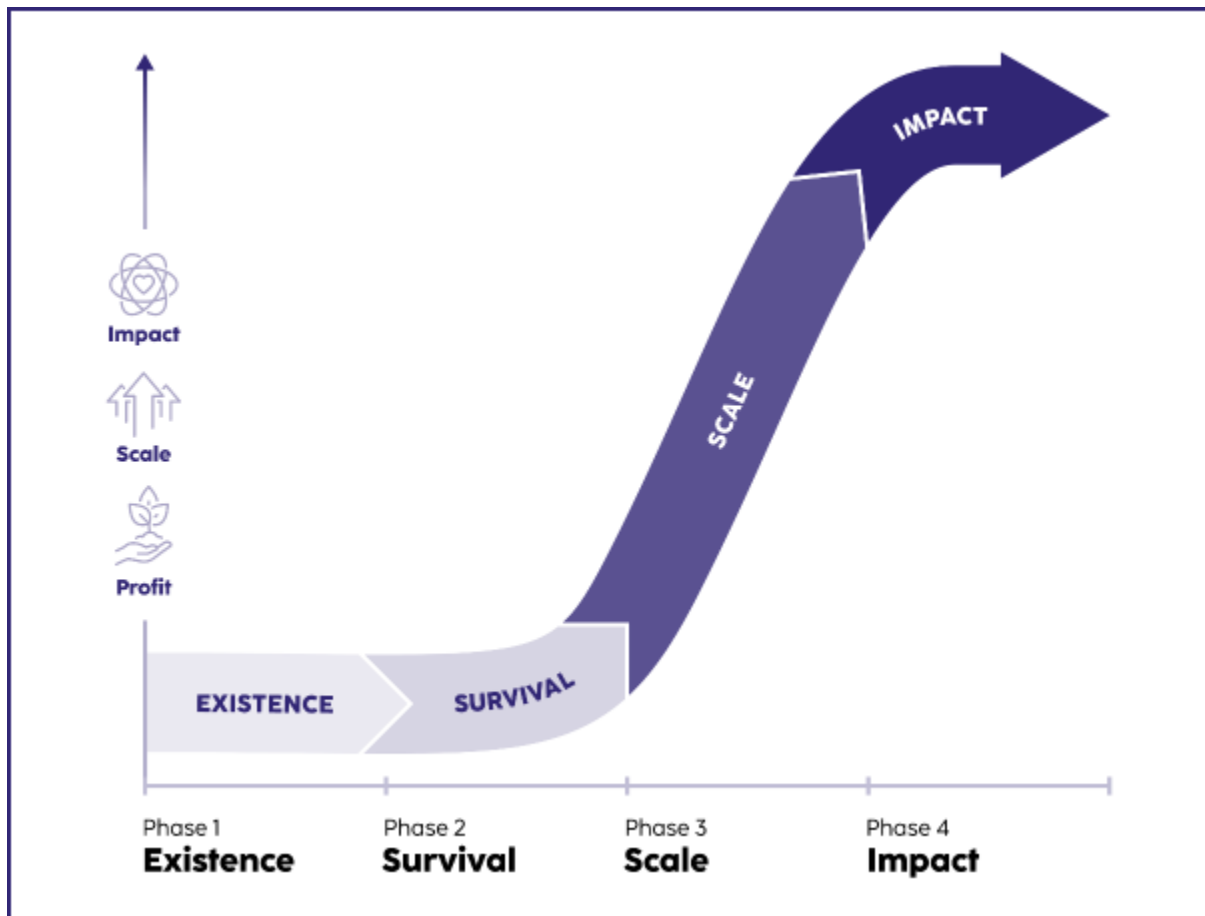 Impact
Scale
Profit
EXISTENCE
SURVIVAL
SCALE
IMPACT
Phase 1
Existence
Phase 2
Survival
Phase 3
Scale
Phase 4
Impact